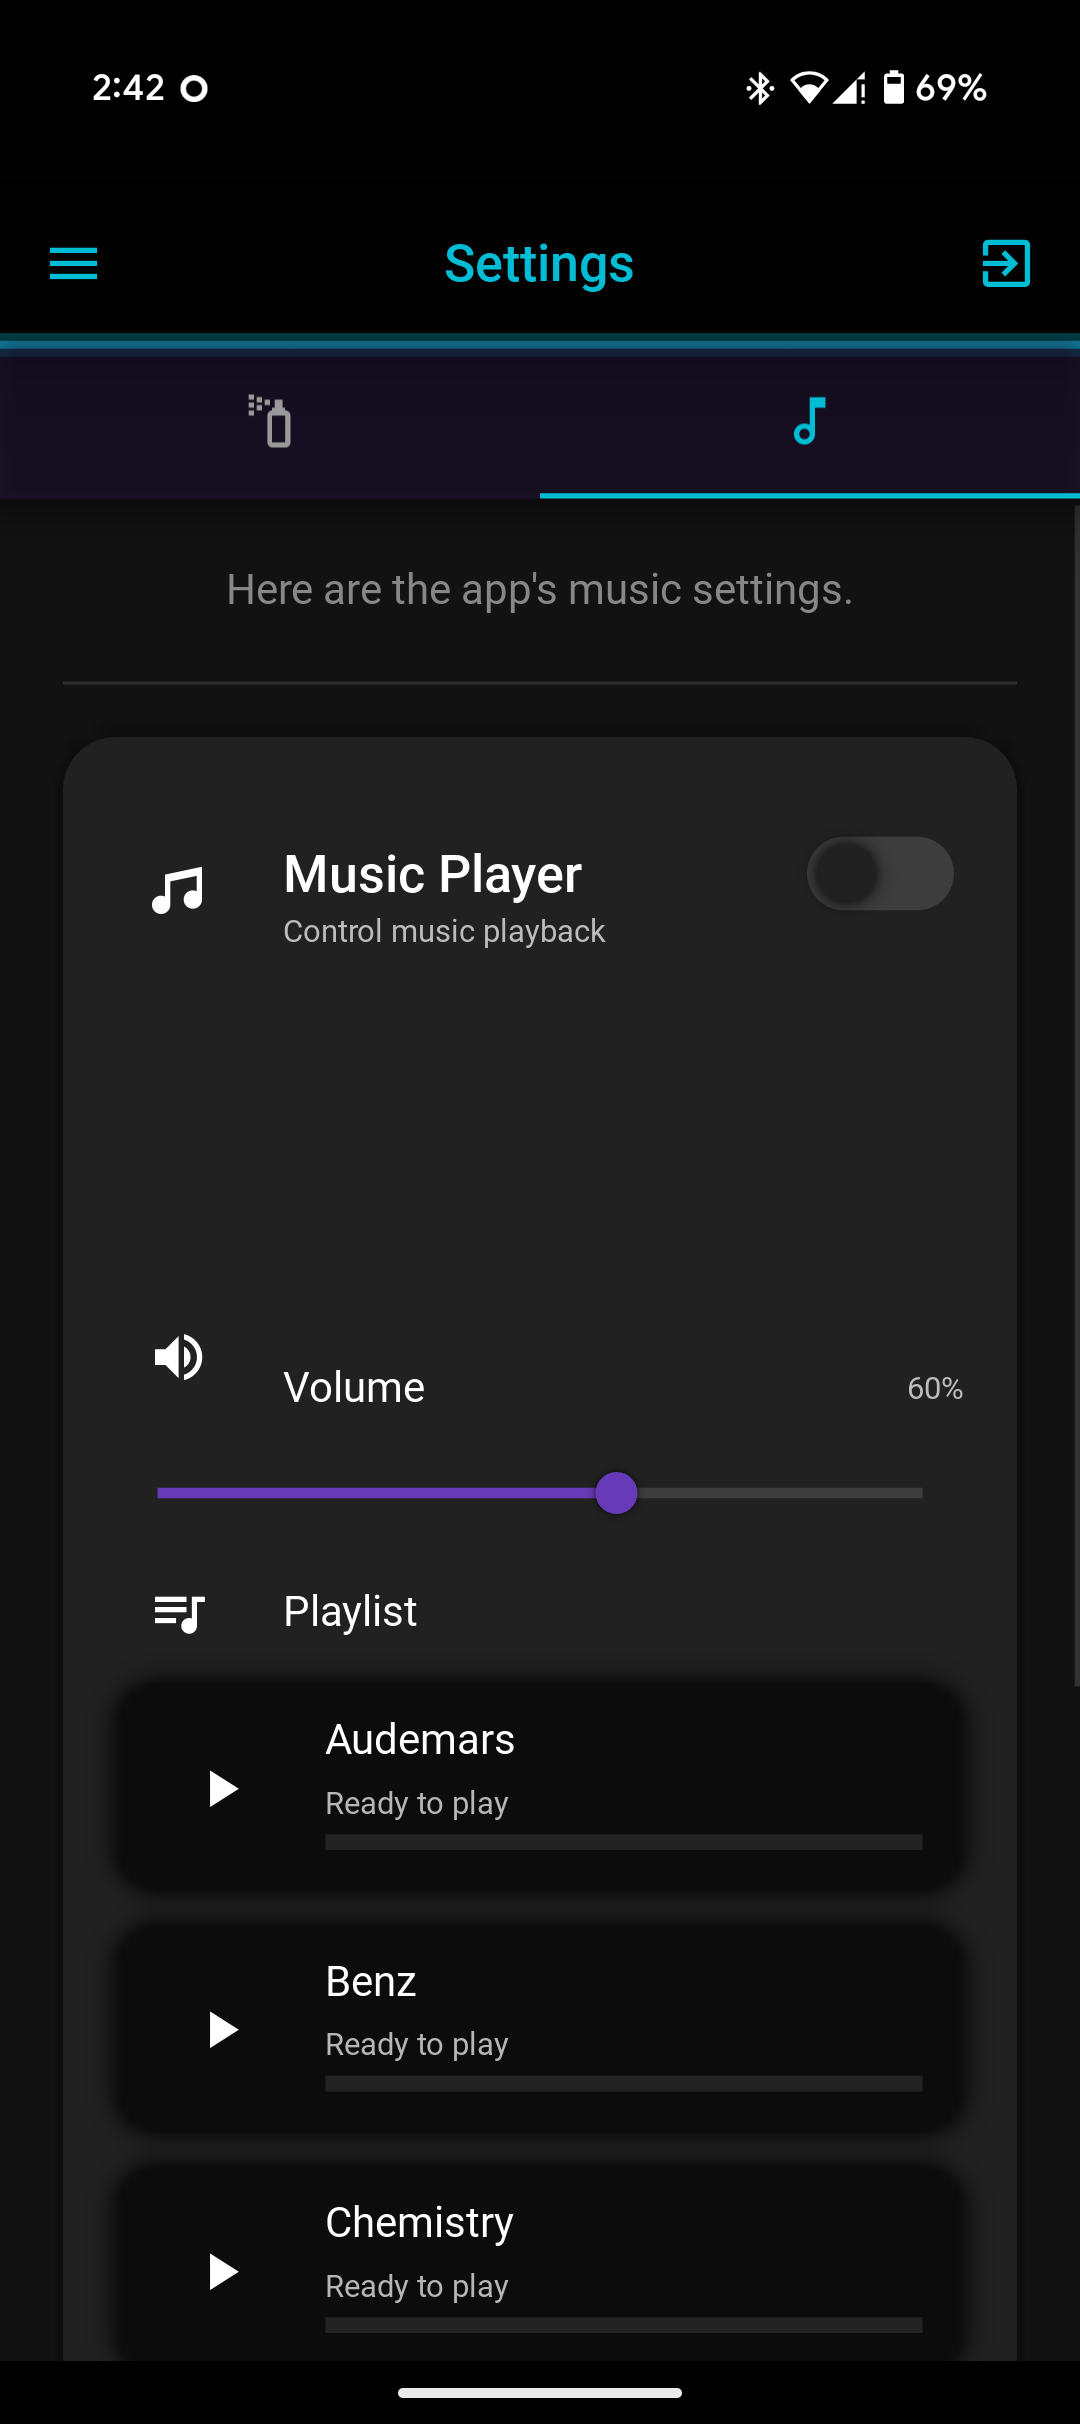 2:42
69%
Settings
Here are the app's music settings.
Music Player
Control music playback
Volume
60%
Playlist
Audemars
Ready to play
Benz
Ready to play
Chemistry
Ready to play